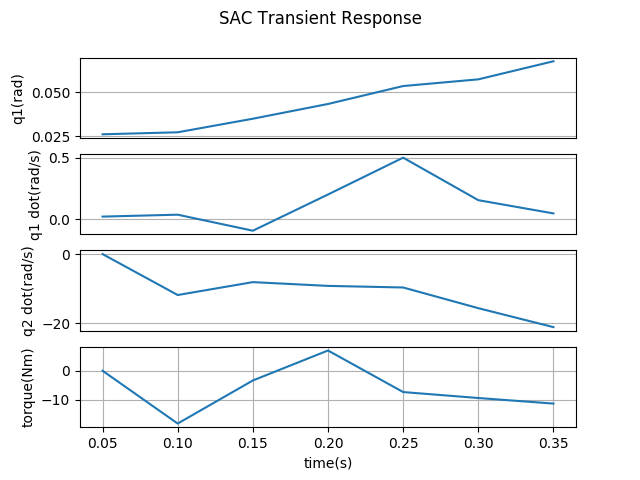 SAC Transient Response
q1(rad)
0.050
0.025
q1 dot(rad/s)
0.5
0.0
q2 dot(rad/s)
0
−20
torque(Nm)
0
−10
0.05 0.10 0.15 0.20 0.25 0.30 0.35
time(s)